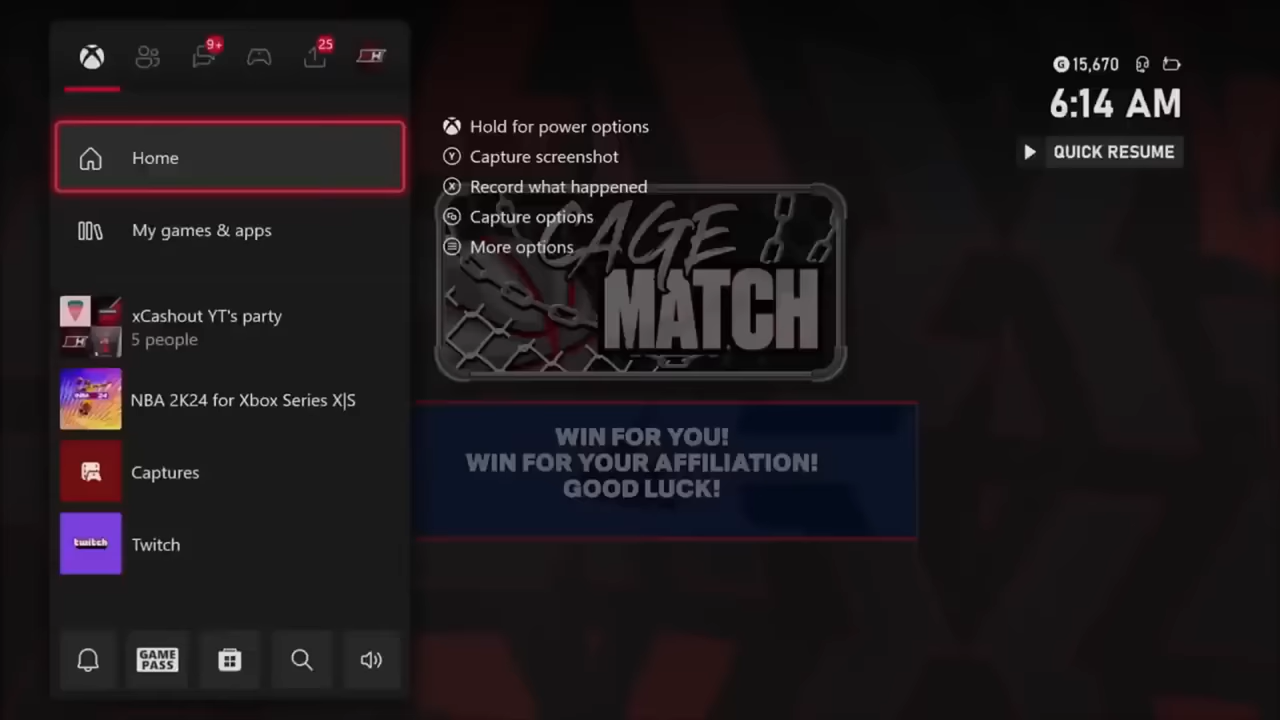 9+
25
Home
My games & apps
xCashout YT's party
5 people
NBA 2K24 for Xbox Series X|S
Captures
twitch
Twitch
GAME
PASS
Hold for power options
Y Capture screenshot
X Record what happened
Capture options
More options
CAGE
MATCH
WIN FOR YOU!
WIN FOR YOUR AFFILIATION!
GOOD LUCK!
G 15,670
6:14 AM
QUICK RESUME